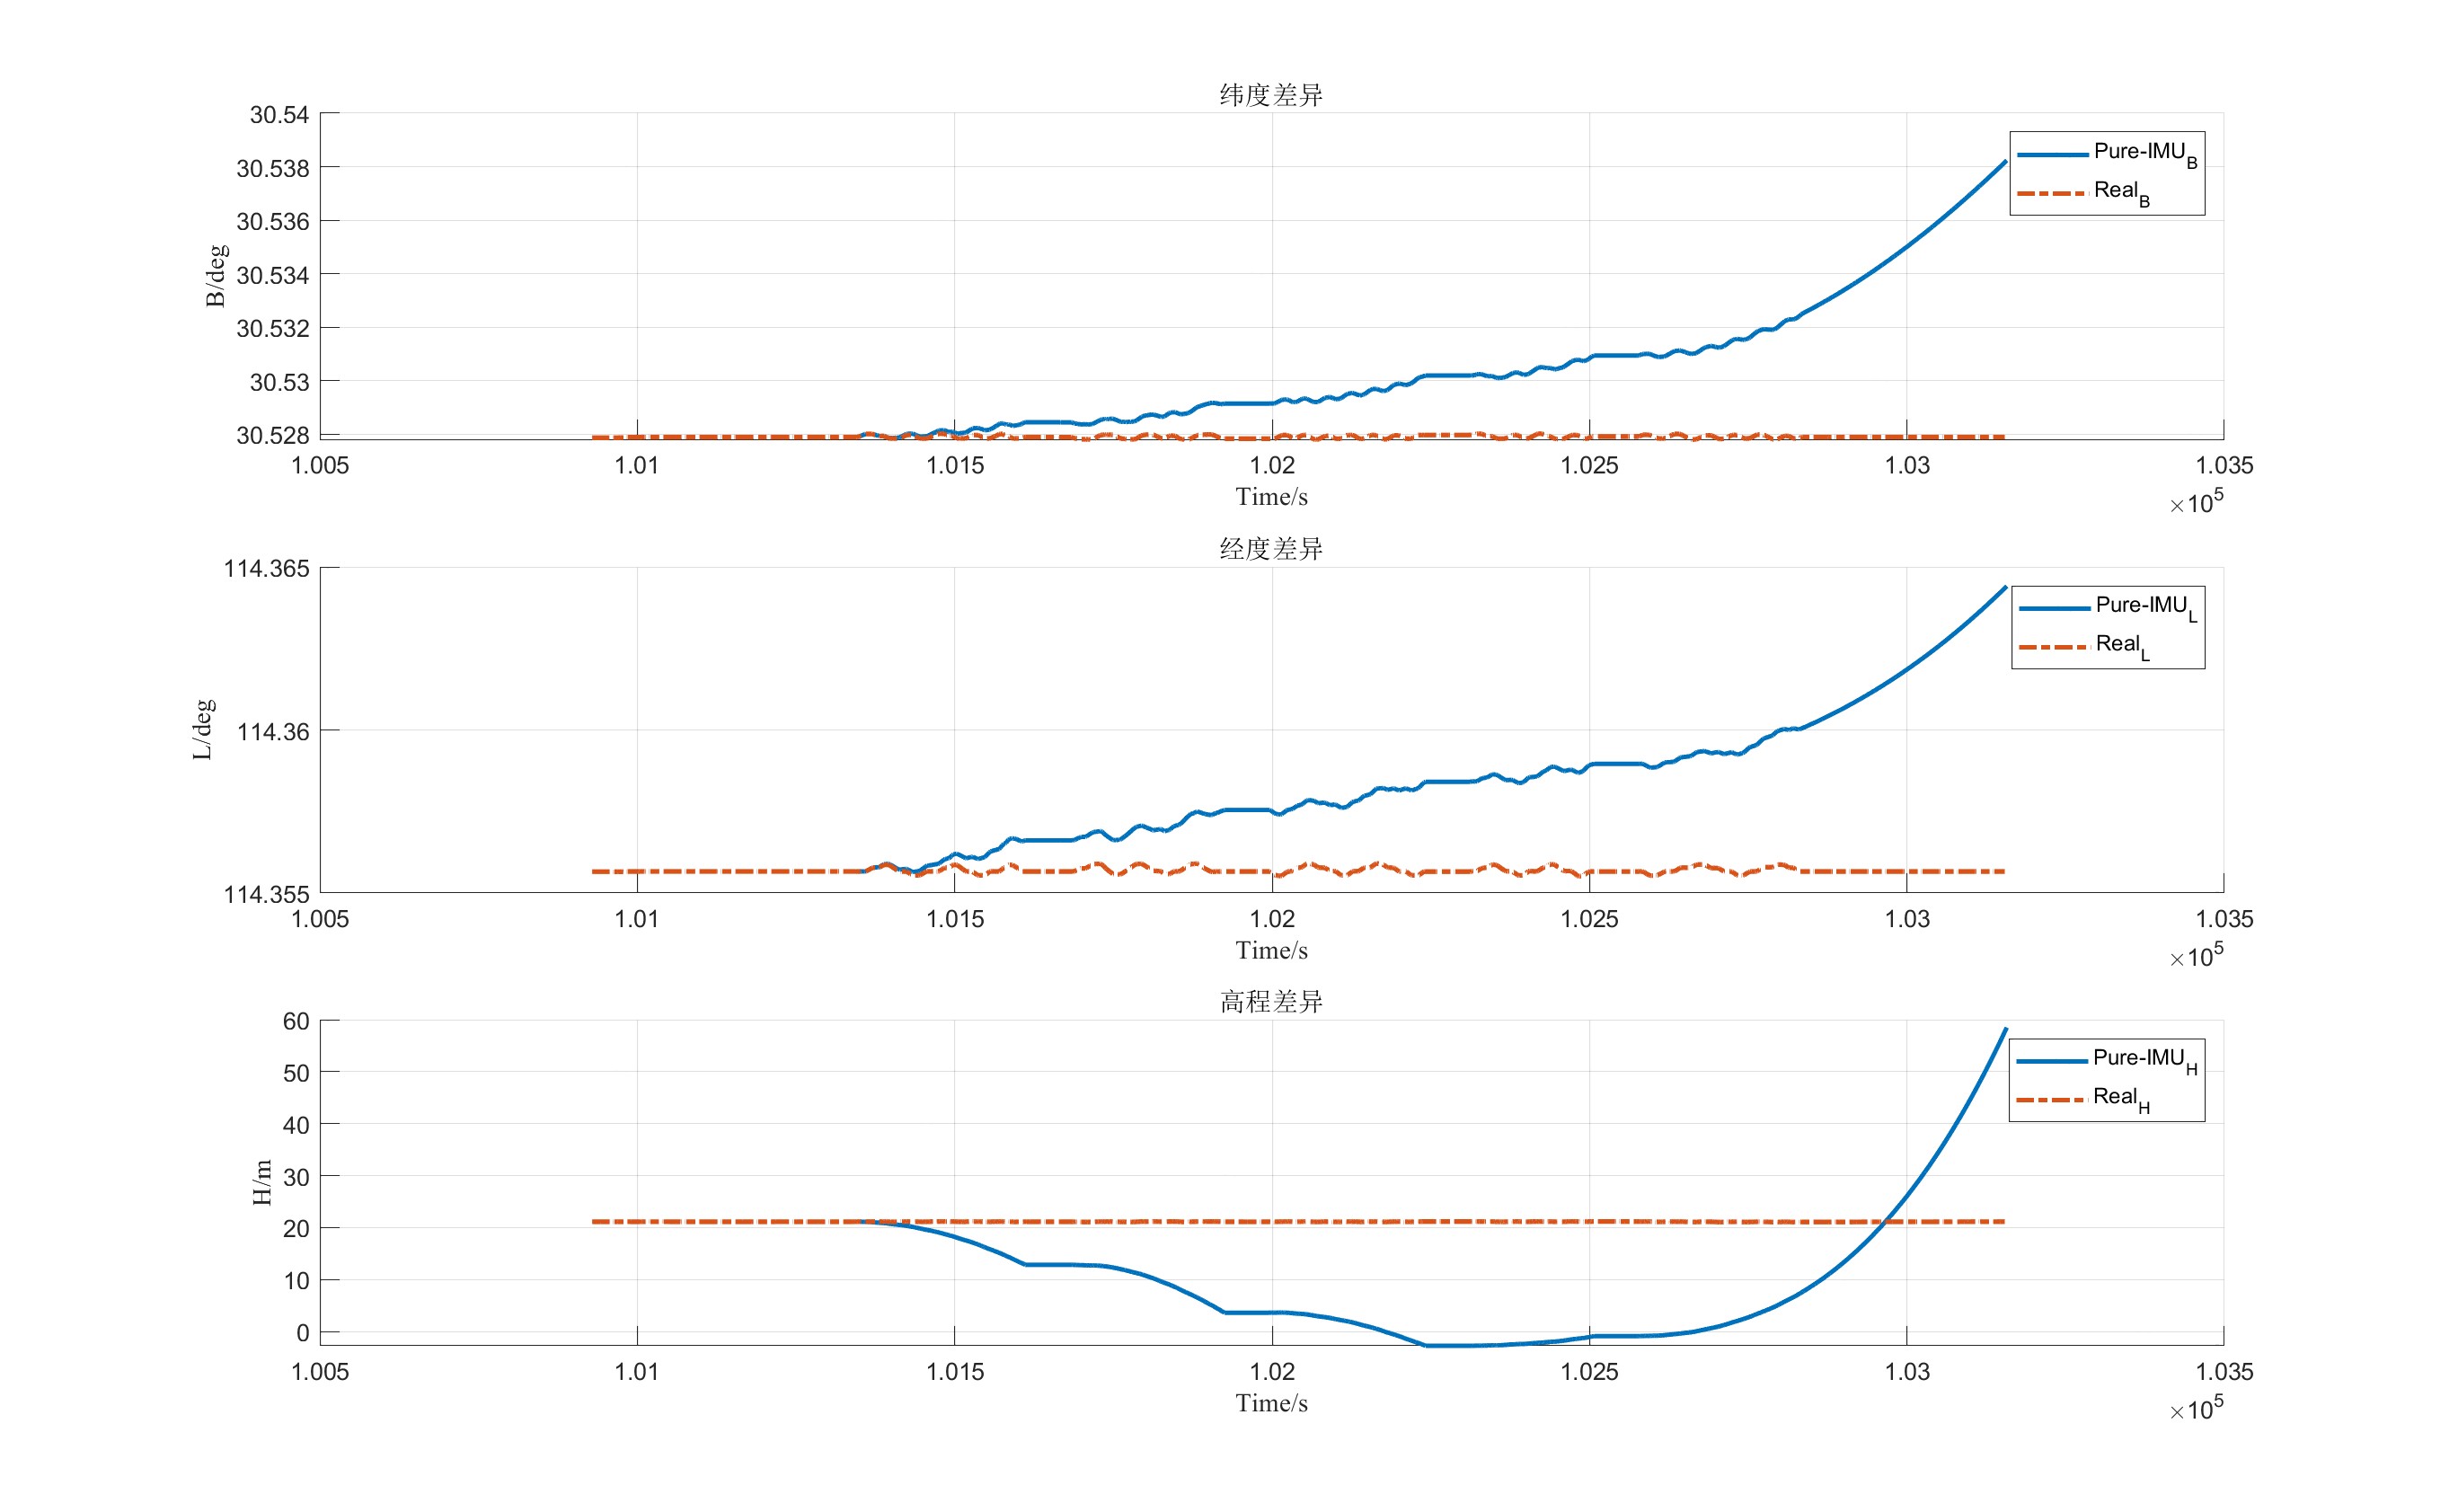 纬度差异
30.54
30.538
30.536
30.534
30.532
30.53
30.528
B/deg
Pure-IMU_B
Real_B
1.005 1.01 1.015 1.02 1.025 1.03 1.035
Time/s
×10^5
经度差异
114.365
114.36
114.355
L/deg
Pure-IMU_L
Real_L
1.005 1.01 1.015 1.02 1.025 1.03 1.035
Time/s
×10^5
高程差异
60
50
40
30
20
10
0
H/m
Pure-IMU_H
Real_H
1.005 1.01 1.015 1.02 1.025 1.03 1.035
Time/s
×10^5